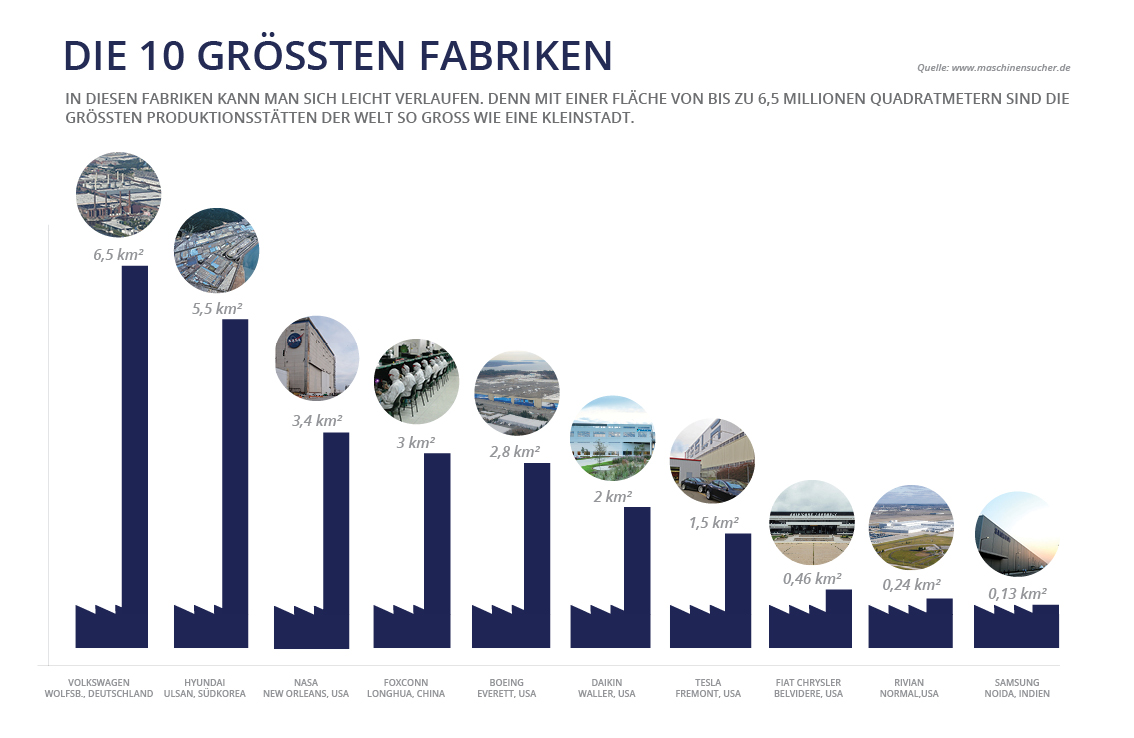 DIE 10 GRÖSSTEN FABRIKEN
Quelle: www.maschinensucher.de
IN DIESEN FABRIKEN KANN MAN SICH LEICHT VERLAUFEN. DENN MIT EINER FLÄCHE VON BIS ZU 6,5 MILLIONEN QUADRATMETERN SIND DIE
GRÖSSTEN PRODUKTIONSSTÄTTEN DER WELT SO GROSS WIE EINE KLEINSTADT.
6,5 km²
5,5 km²
NASA
3,4 km²
3 km²
2,8 km²
2 km²
TESLA
1,5 km²
0,46 km²
0,24 km²
SAMSUNG
0,13 km²
VOLKSWAGEN
WOLFSB., DEUTSCHLAND
HYUNDAI
ULSAN, SÜDKOREA
NASA
NEW ORLEANS, USA
FOXCONN
LONGHUA, CHINA
BOEING
EVERETT, USA
DAIKIN
WALLER, USA
TESLA
FREMONT, USA
FIAT CHRYSLER
BELVIDERE, USA
RIVIAN
NORMAL,USA
SAMSUNG
NOIDA, INDIEN